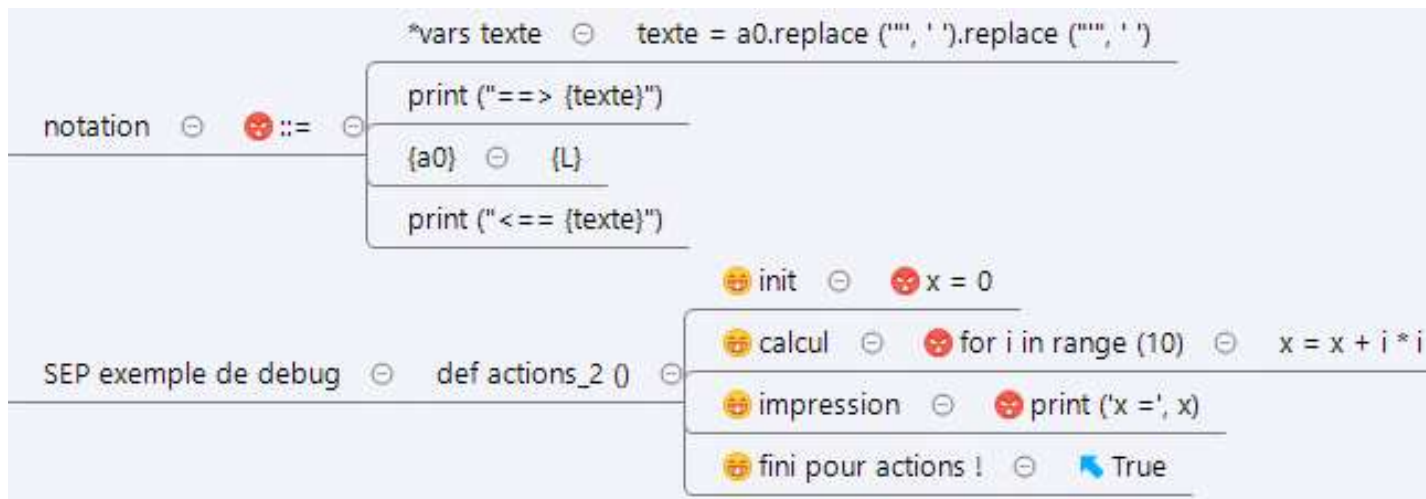 *vars texte texte = a0.replace ('"', ' ').replace ("'", ' ')
print ("==> {texte}")
notation ::=
{a0} {L}
print ("<== {texte}")
init x = 0
calcul for i in range (10) x = x + i * i
SEP exemple de debug def actions_2 ()
impression print ('x =', x)
fini pour actions ! True